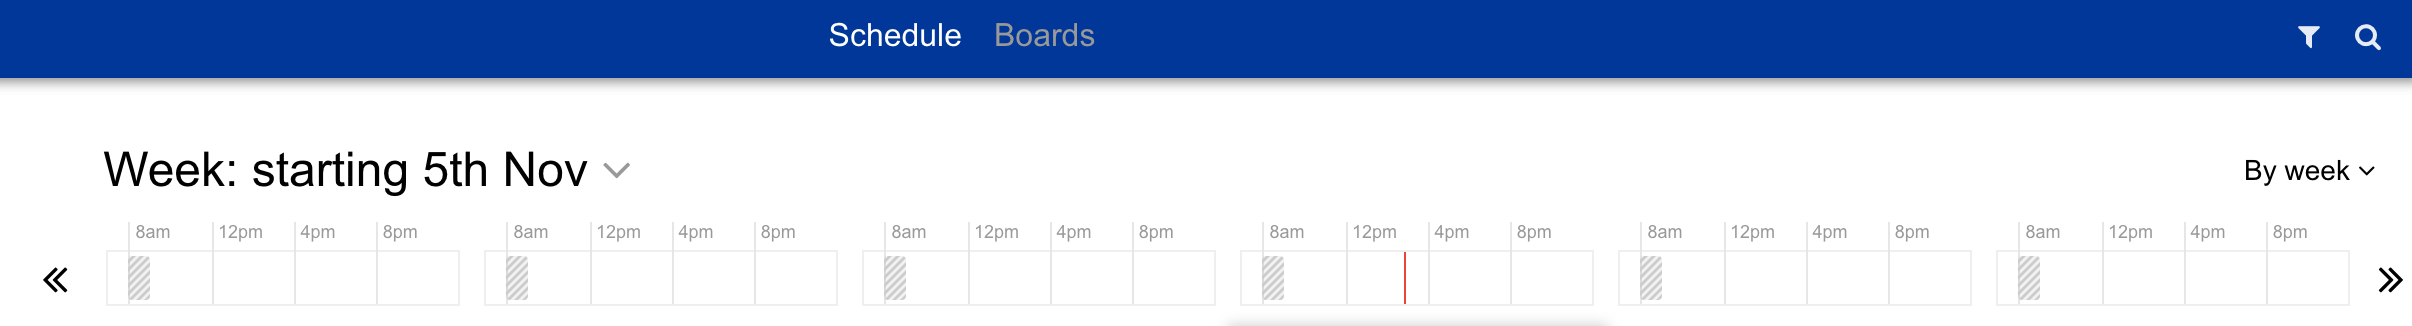 Schedule Boards
Week: starting 5th Nov
By week
8am 12pm 4pm 8pm 8am 12pm 4pm 8pm 8am 12pm 4pm 8pm 8am 12pm 4pm 8pm 8am 12pm 4pm 8pm 8am 12pm 4pm 8pm